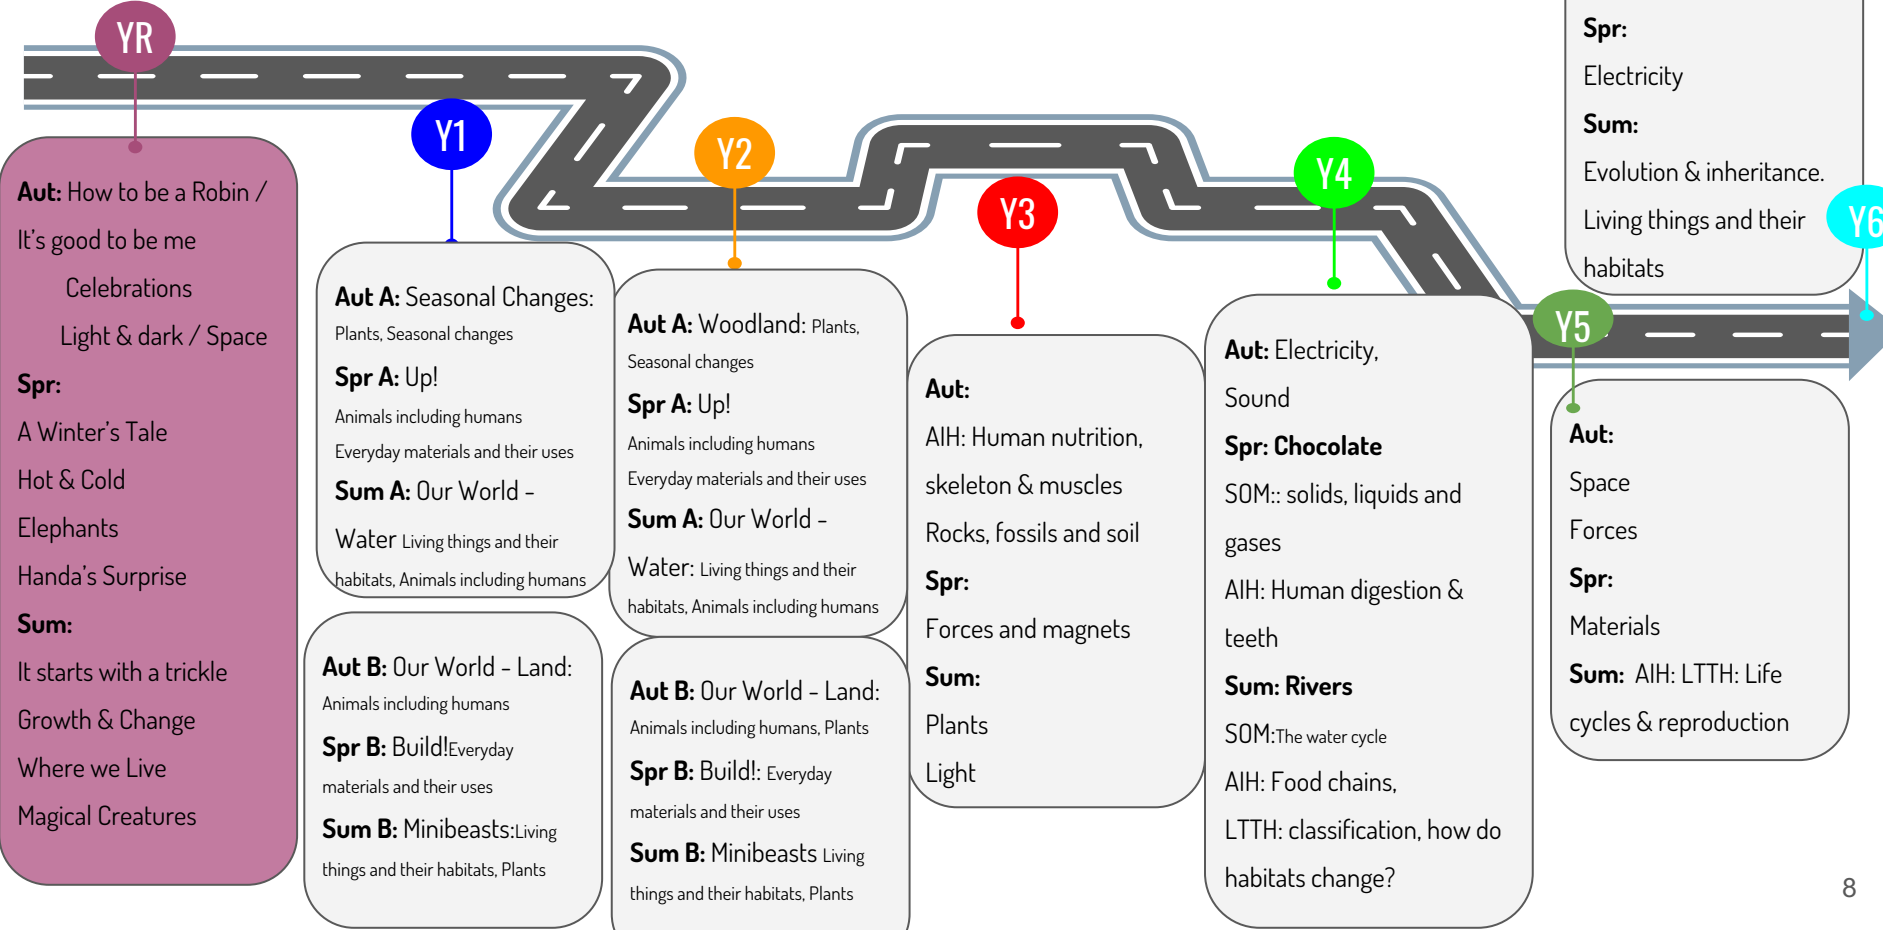 YR
Aut: How to be a Robin /
It's good to be me
Celebrations
Light & dark / Space
Spr:
A Winter's Tale
Hot & Cold
Elephants
Handa's Surprise
Sum:
It starts with a trickle
Growth & Change
Where we Live
Magical Creatures
Y1
Aut A: Seasonal Changes:
Plants, Seasonal changes
Spr A: Up!
Animals including humans
Everyday materials and their uses
Sum A: Our World -
Water Living things and their
habitats, Animals including humans
Aut B: Our World - Land:
Animals including humans
Spr B: Build!Everyday
materials and their uses
Sum B: Minibeasts:Living
things and their habitats, Plants
Y2
Aut A: Woodland: Plants,
Seasonal changes
Spr A: Up!
Animals including humans
Everyday materials and their uses
Sum A: Our World -
Water: Living things and their
habitats, Animals including humans
Aut B: Our World - Land:
Animals including humans, Plants
Spr B: Build!: Everyday
materials and their uses
Sum B: Minibeasts Living
things and their habitats, Plants
Y3
Aut:
AIH: Human nutrition,
skeleton & muscles
Rocks, fossils and soil
Spr:
Forces and magnets
Sum:
Plants
Light
Y4
Aut: Electricity,
Sound
Spr: Chocolate
SOM:: solids, liquids and
gases
AIH: Human digestion &
teeth
Sum: Rivers
SOM:The water cycle
AIH: Food chains,
LTTH: classification, how do
habitats change?
Y5
Aut:
Space
Forces
Spr:
Materials
Sum: AIH: LTTH: Life
cycles & reproduction
Y6
Spr:
Electricity
Sum:
Evolution & inheritance.
Living things and their
habitats
8